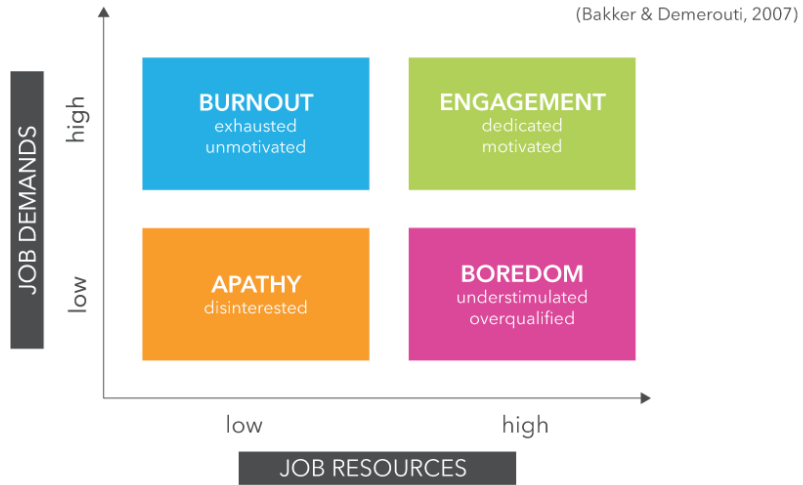 (Bakker & Demerouti, 2007)
JOB DEMANDS
high
low
BURNOUT
exhausted
unmotivated
ENGAGEMENT
dedicated
motivated
APATHY
disinterested
BOREDOM
understimulated
overqualified
low
high
JOB RESOURCES